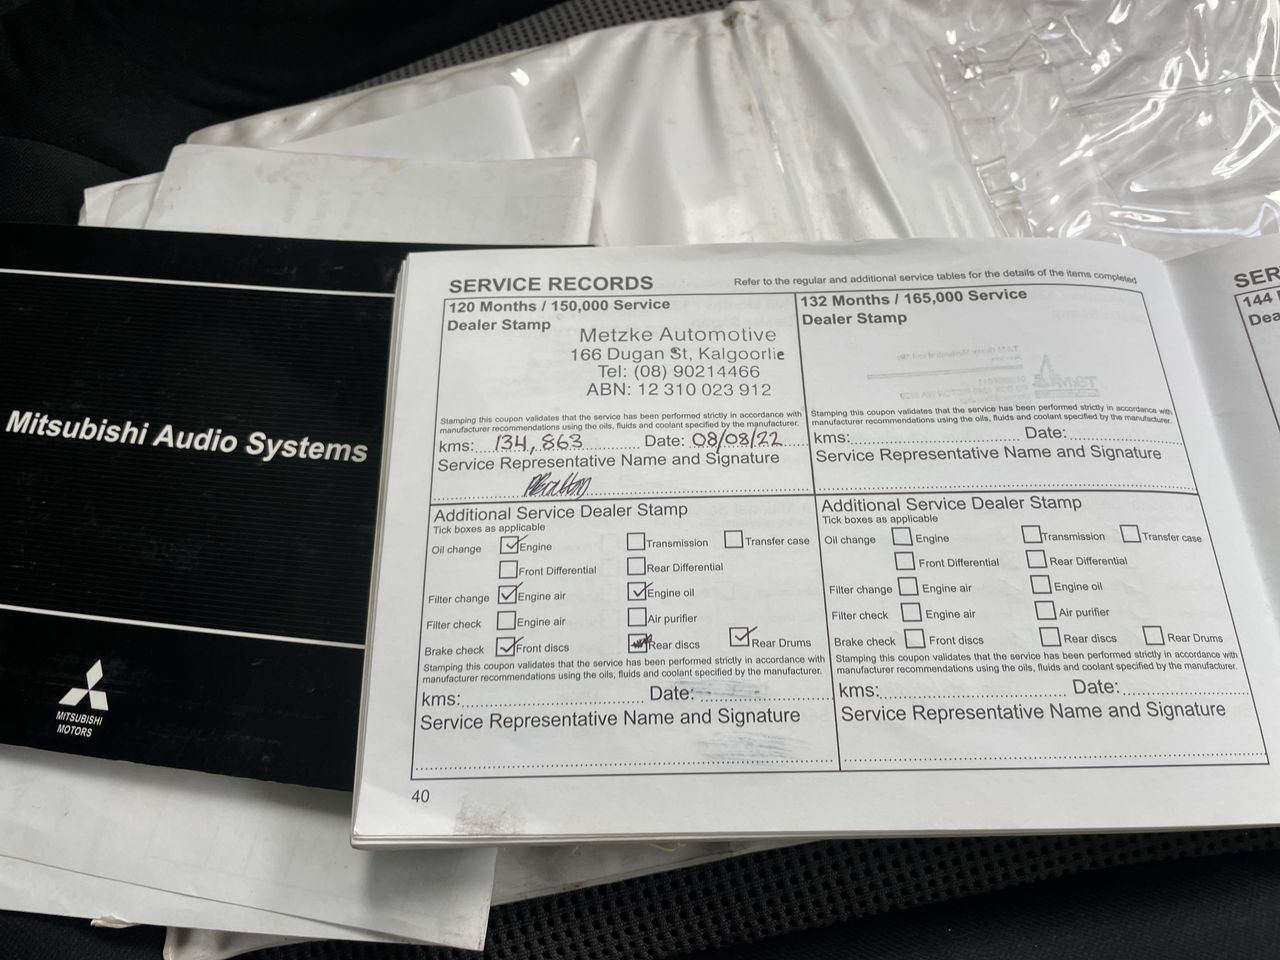 Mitsubishi Audio Systems
MITSUBISHI
MOTORS
SERVICE RECORDS
Refer to the regular and additional service tables for the details of the items completed
120 Months / 150,000 Service
Dealer Stamp
Metzke Automotive
166 Dugan St, Kalgoorlie
Tel: (08) 90214466
ABN: 12 310 023 912
Stamping this coupon validates that the service has been performed strictly in accordance with
manufacturer recommendations using the oils, fluids and coolant specified by the manufacturer.
kms: 134,863 Date: 08/08/22
Service Representative Name and Signature
Additional Service Dealer Stamp
Tick boxes as applicable
Oil change Engine Transmission Transfer case
Front Differential Rear Differential
Filter change Engine air Engine oil
Filter check Engine air Air purifier
Brake check Front discs Rear discs Rear Drums
Stamping this coupon validates that the service has been performed strictly in accordance with
manufacturer recommendations using the oils, fluids and coolant specified by the manufacturer.
kms: Date:
Service Representative Name and Signature
40
132 Months / 165,000 Service
Dealer Stamp
Stamping this coupon validates that the service has been performed strictly in accordance with
manufacturer recommendations using the oils, fluids and coolant specified by the manufacturer.
kms: Date:
Service Representative Name and Signature
Additional Service Dealer Stamp
Tick boxes as applicable
Oil change Engine Transmission Transfer case
Front Differential Rear Differential
Filter change Engine air Engine oil
Filter check Engine air Air purifier
Brake check Front discs Rear discs Rear Drums
Stamping this coupon validates that the service has been performed strictly in accordance with
manufacturer recommendations using the oils, fluids and coolant specified by the manufacturer.
kms: Date:
Service Representative Name and Signature
SER
144
Dea